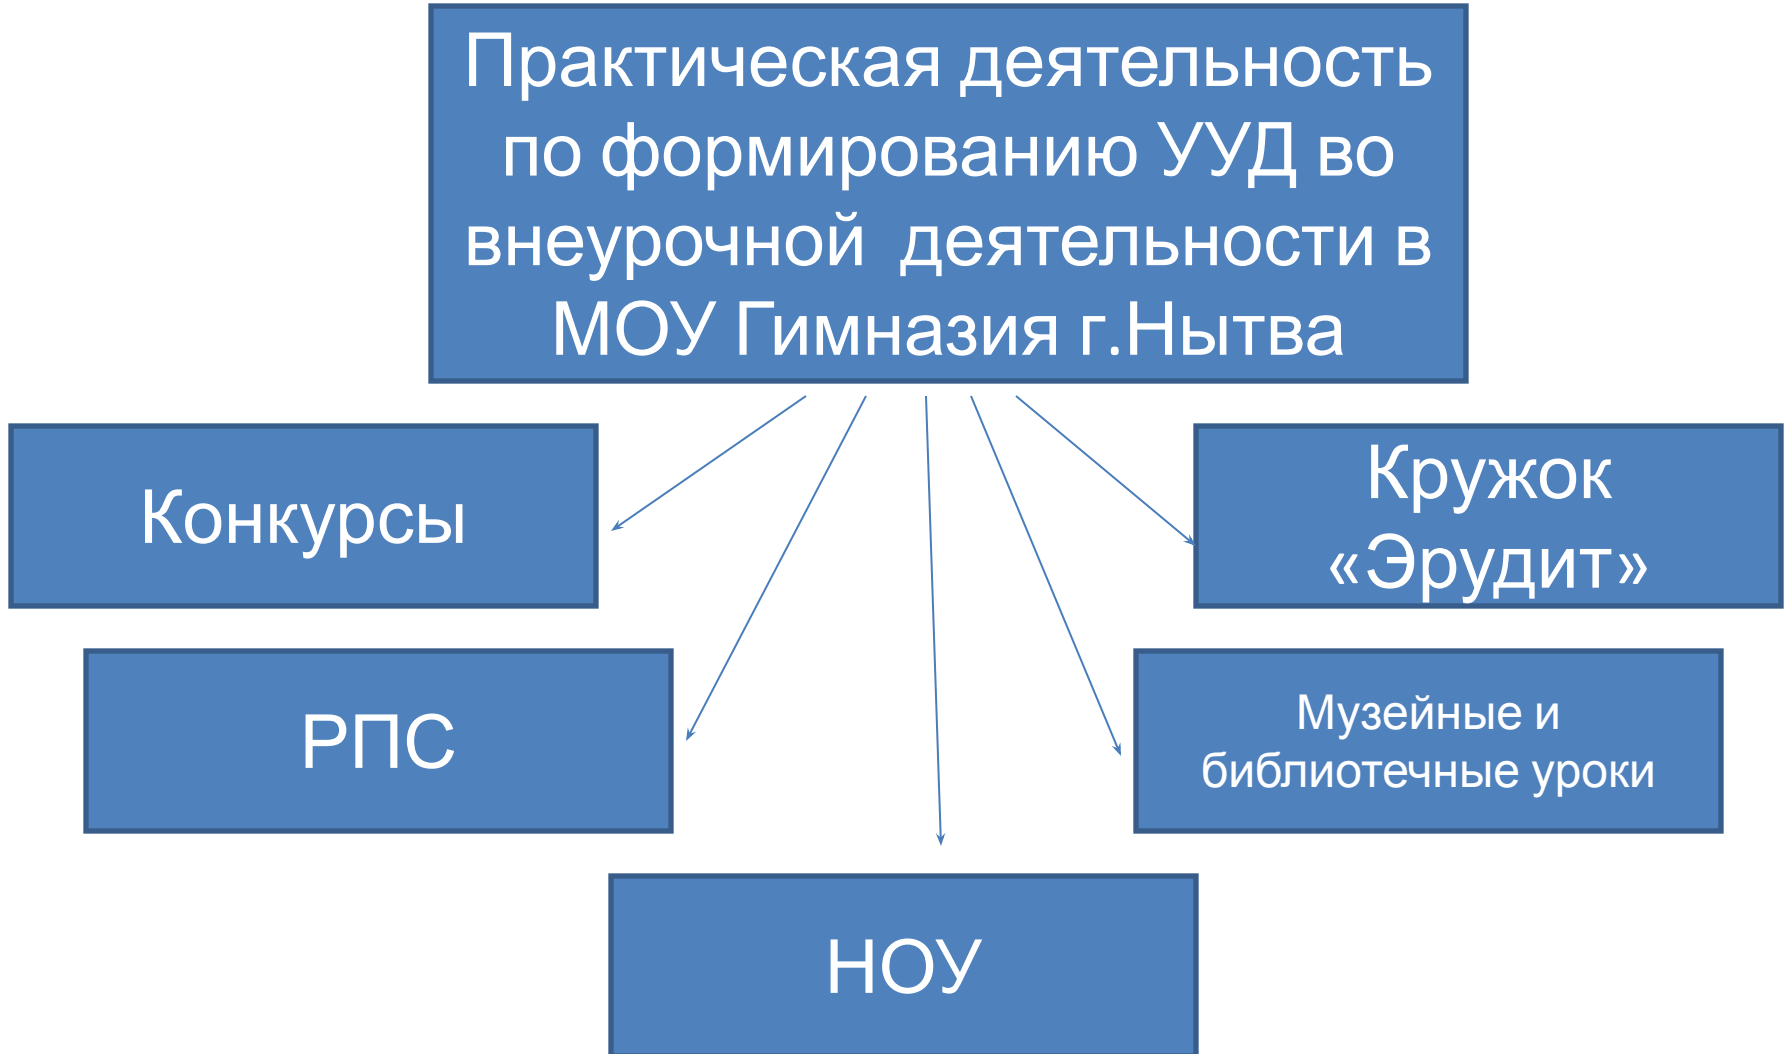 Практическая деятельность
по формированию УУД во
внеурочной деятельности в
МОУ Гимназия г.Нытва
Конкурсы
Кружок
«Эрудит»
РПС
Музейные и
библиотечные уроки
НОУ